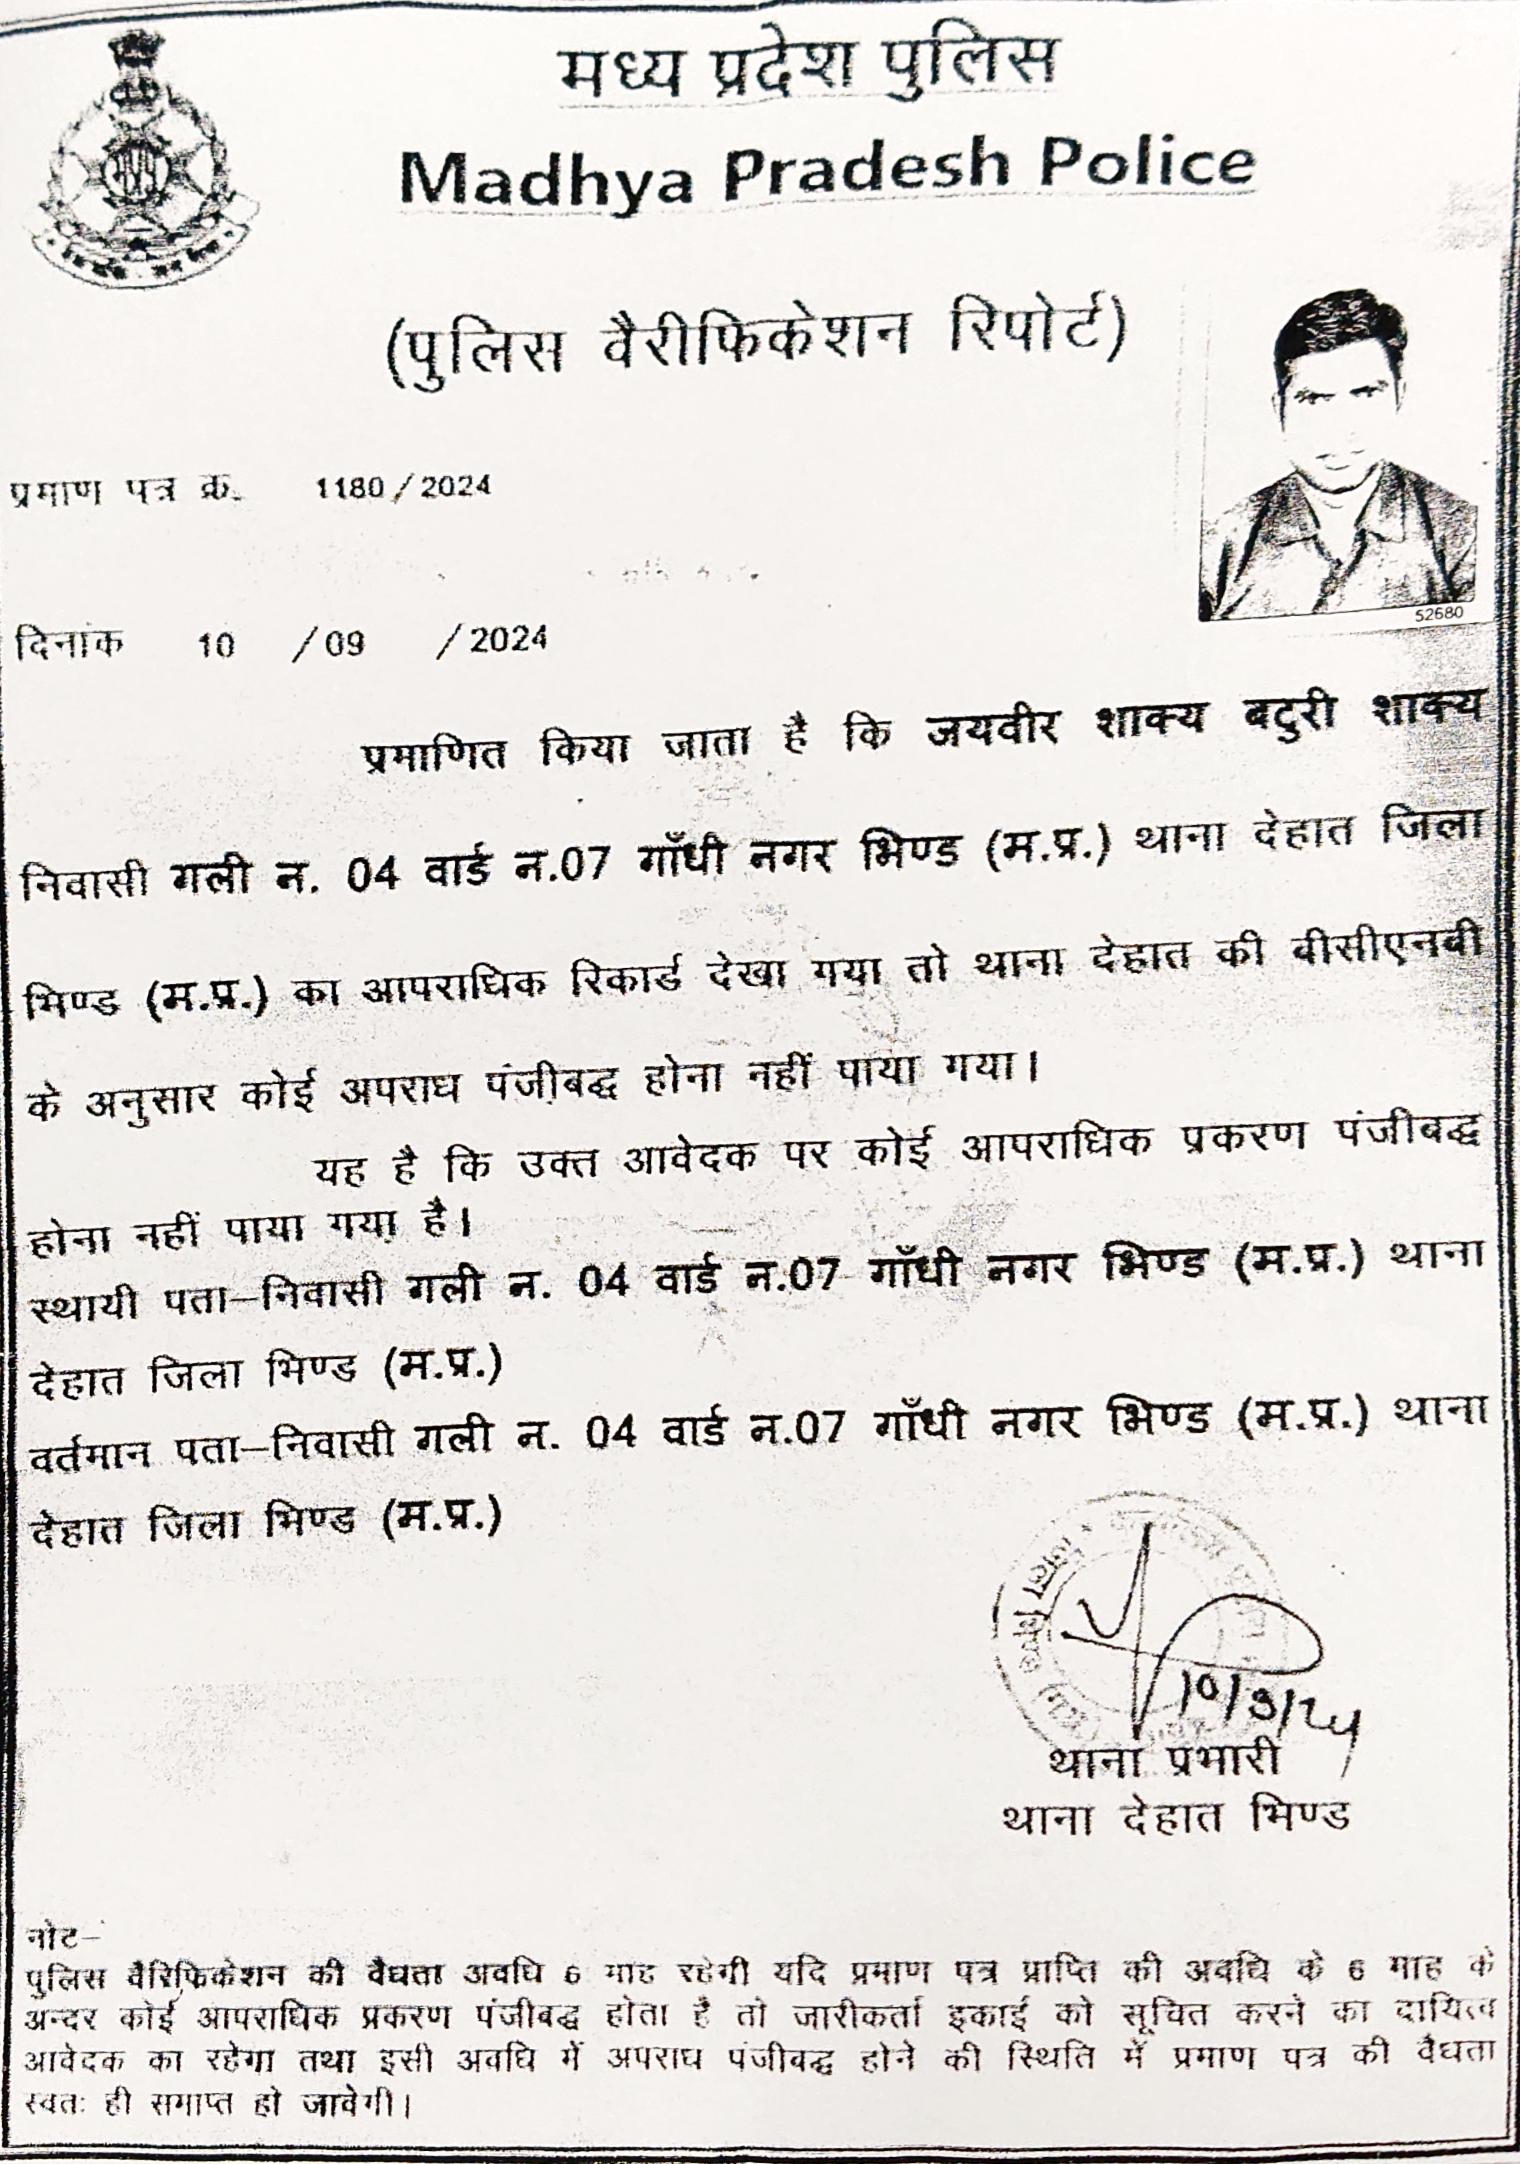 मध्य प्रदेश पुलिस
Madhya Pradesh Police
(पुलिस वैरीफिकेशन रिपोर्ट)
प्रमाण पत्र क्र. 1180/2024
52680
दिनांक 10 /09 /2024
प्रमाणित किया जाता है कि जयवीर शाक्य बटुरी शाक्य
निवासी गली न. 04 वार्ड न.07 गाँधी नगर भिण्ड (म.प्र.) थाना देहात जिला
भिण्ड (म.प्र.) का आपराधिक रिकार्ड देखा गया तो थाना देहात की वीसीएनबी
के अनुसार कोई अपराध पंजीबद्ध होना नहीं पाया गया।
यह है कि उक्त आवेदक पर कोई आपराधिक प्रकरण पंजीबद्ध
होना नहीं पाया गया है।
स्थायी पता–निवासी गली न. 04 वार्ड न.07 गाँधी नगर भिण्ड (म.प्र.) थाना
देहात जिला भिण्ड (म.प्र.)
वर्तमान पता–निवासी गली न. 04 वार्ड न.07 गाँधी नगर भिण्ड (म.प्र.) थाना
देहात जिला भिण्ड (म.प्र.)
जिला भिण्ड (म.प्र.)
10/9/24
थाना प्रभारी
थाना देहात भिण्ड
नोट–
पुलिस वैरिफिकेशन की वैधता अवधि 6 माह रहेगी यदि प्रमाण पत्र प्राप्ति की अवधि के 6 माह के
अन्दर कोई आपराधिक प्रकरण पंजीबद्ध होता है तो जारीकर्ता इकाई को सूचित करने का दायित्व
आवेदक का रहेगा तथा इसी अवधि में अपराध पंजीवद्ध होने की स्थिति में प्रमाण पत्र की वैधता
स्वतः ही समाप्त हो जावेगी।